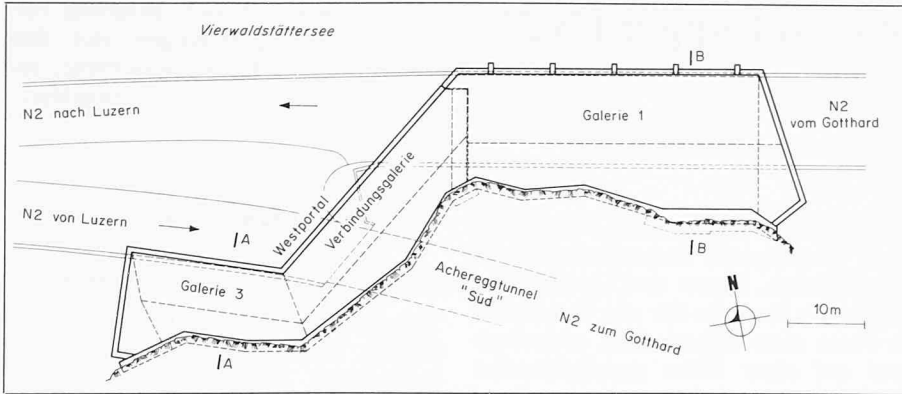 Vierwaldstättersee
B
N2 nach Luzern
Galerie 1
N2
vom Gotthard
Westportal
Verbindungsgalerie
N2 von Luzern
A
B
Galerie 3
Achereggtunnel
"Süd"
N2 zum Gotthard
N
10m
A